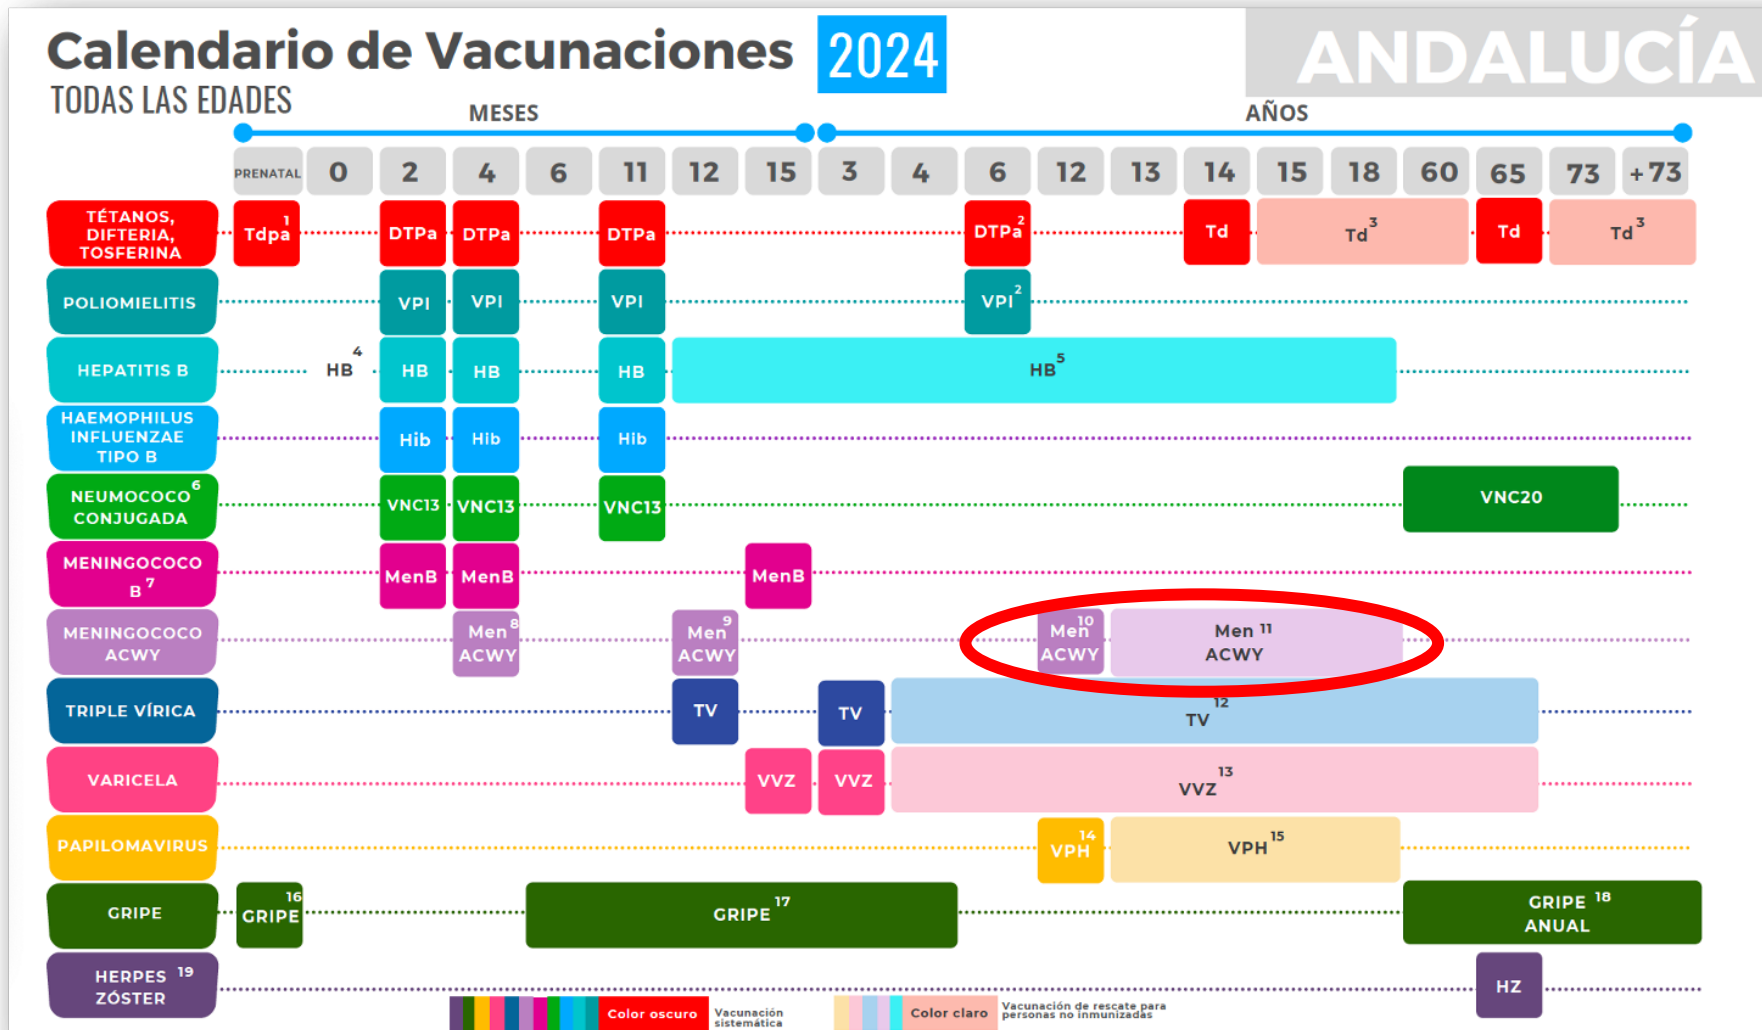 Calendario de Vacunaciones 2024 ANDALUCÍA
TODAS LAS EDADES
MESES AÑOS
PRENATAL 0 2 4 6 11 12 15 3 4 6 12 13 14 15 18 60 65 73 +73
TÉTANOS,
DIFTERIA,
TOSFERINA
Tdpa 1 DTPa DTPa DTPa DTPa 2 Td Td 3 Td Td 3
POLIOMIELITIS VPI VPI VPI VPI 2
HEPATITIS B HB 4 HB HB HB HB 5
HAEMOPHILUS
INFLUENZAE
TIPO B
Hib Hib Hib
NEUMOCOCO 6
CONJUGADA
VNC13 VNC13 VNC13 VNC20
MENINGOCOCO
B 7
MenB MenB MenB
MENINGOCOCO
ACWY
Men 8
ACWY
Men 9
ACWY
Men 10
ACWY
Men 11
ACWY
TRIPLE VÍRICA TV TV TV 12
VARICELA VVZ VVZ VVZ 13
PAPILOMAVIRUS VPH 14 VPH 15
GRIPE GRIPE 16 GRIPE 17 GRIPE 18
ANUAL
HERPES 19
ZÓSTER
HZ
Color oscuro
Vacunación
sistemática
Color claro
Vacunación de rescate para
personas no inmunizadas